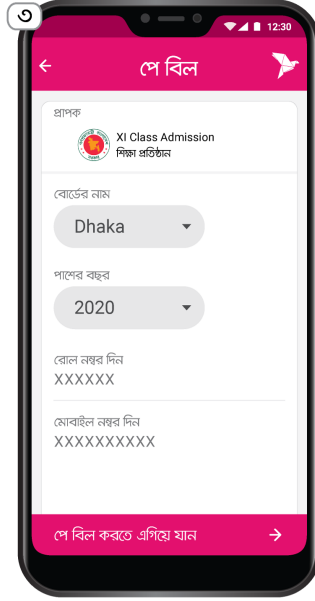 ৩
12:30
পে বিল
প্রাপক
XI Class Admission
শিক্ষা প্রতিষ্ঠান
বোর্ডের নাম
Dhaka
পাশের বছর
2020
রোল নম্বর দিন
XXXXXX
মোবাইল নম্বর দিন
XXXXXXXXXX
পে বিল করতে এগিয়ে যান